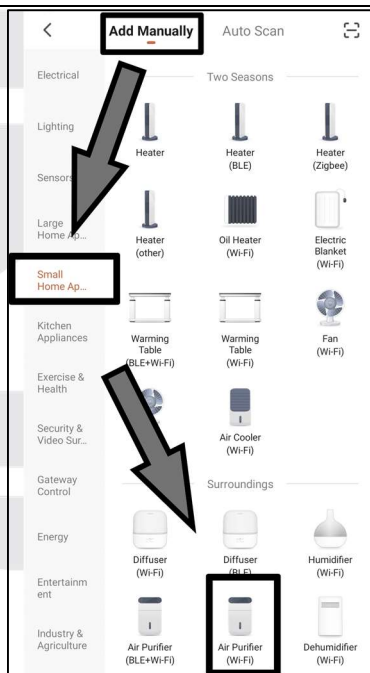 Add Manually
Auto Scan
Electrical
Lighting
Sensors
Large
Home Ap...
Small
Home Ap...
Kitchen
Appliances
Exercise &
Health
Security &
Video Sur...
Gateway
Control
Energy
Entertainm
ent
Industry &
Agriculture
Two Seasons
Heater
Heater
(BLE)
Heater
(Zigbee)
Heater
(other)
Oil Heater
(Wi-Fi)
Electric
Blanket
(Wi-Fi)
Warming
Table
(BLE+Wi-Fi)
Warming
Table
(Wi-Fi)
Fan
(Wi-Fi)
Air Cooler
(Wi-Fi)
Surroundings
Diffuser
(Wi-Fi)
Diffuser
(BLE)
Humidifier
(Wi-Fi)
Air Purifier
(BLE+Wi-Fi)
Air Purifier
(Wi-Fi)
Dehumidifier
(Wi-Fi)